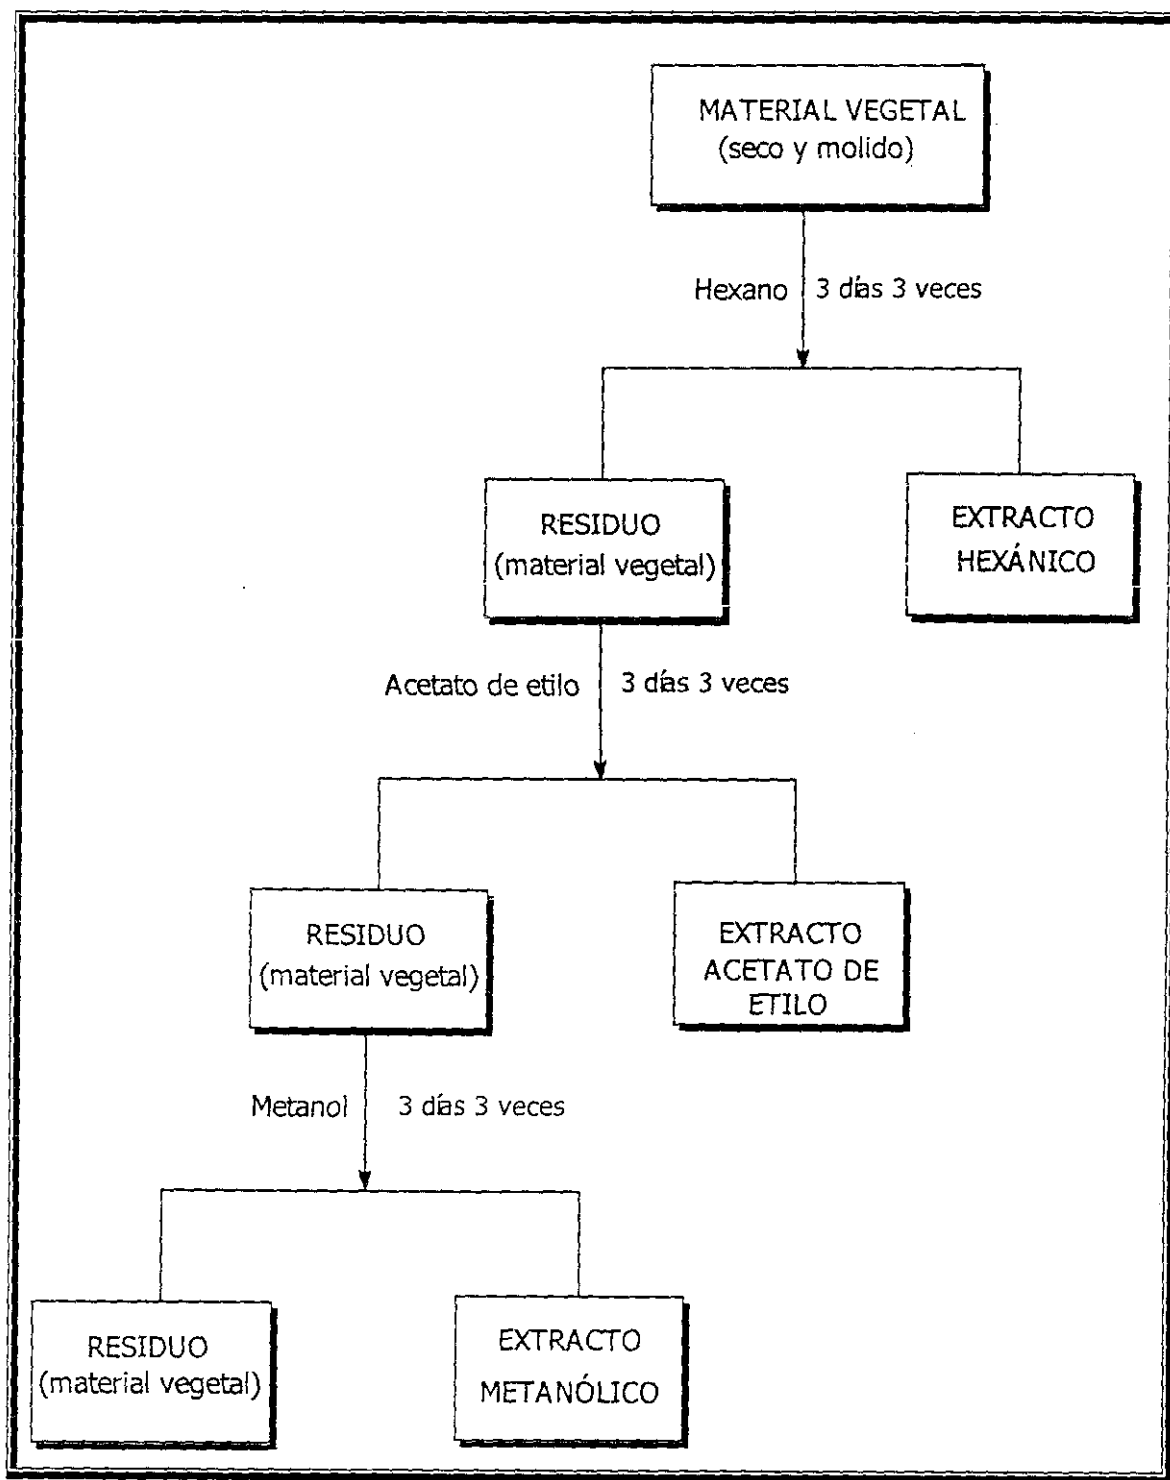 MATERIAL VEGETAL
(seco y molido)
Hexano 3 días 3 veces
RESIDUO
(material vegetal)
EXTRACTO
HEXÁNICO
Acetato de etilo 3 días 3 veces
RESIDUO
(material vegetal)
EXTRACTO
ACETATO DE
ETILO
Metanol 3 días 3 veces
RESIDUO
(material vegetal)
EXTRACTO
METANÓLICO